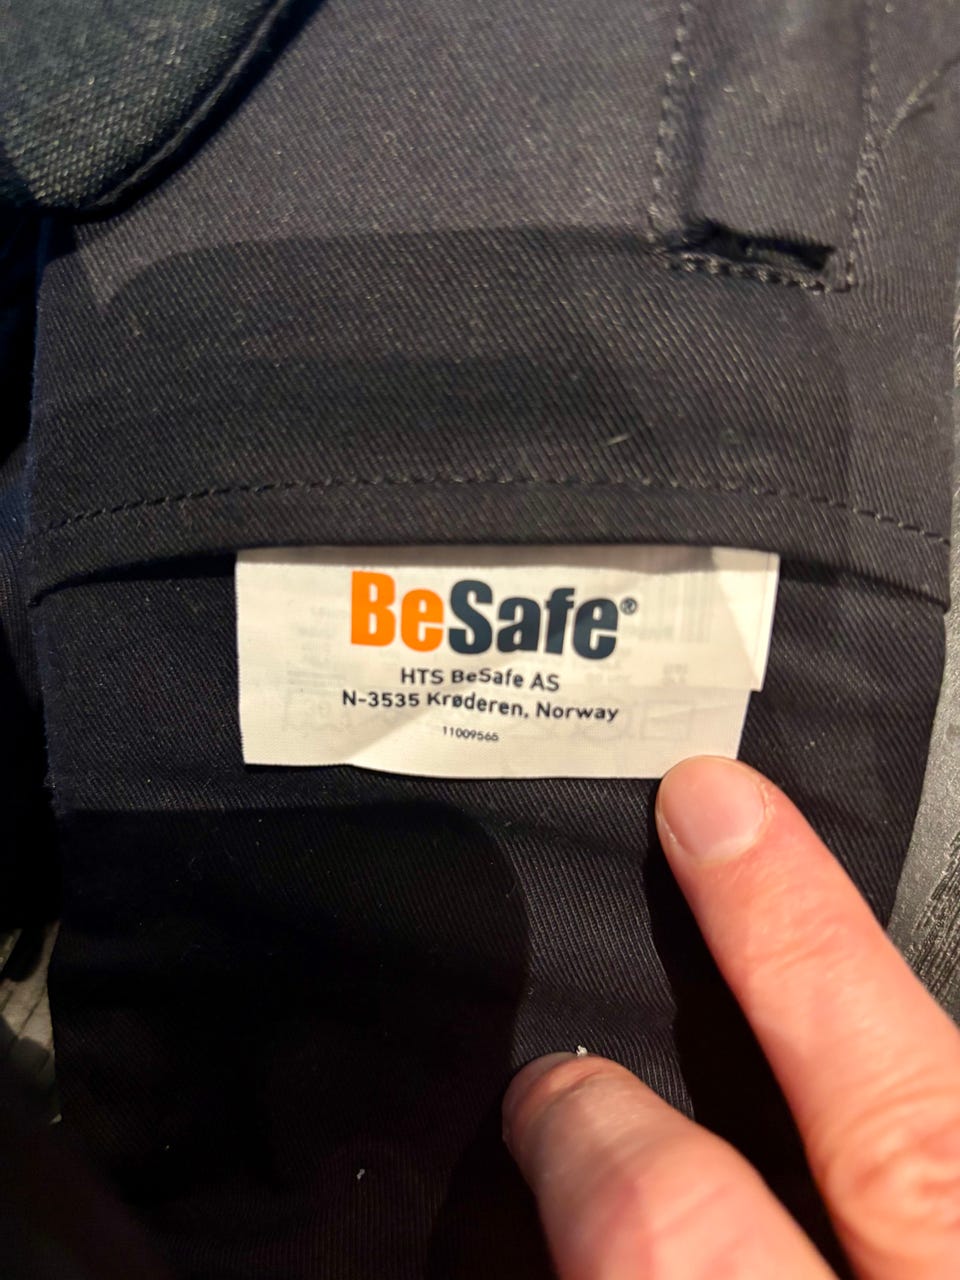 BeSafe®
HTS BeSafe AS
N-3535 Krøderen, Norway
11009565